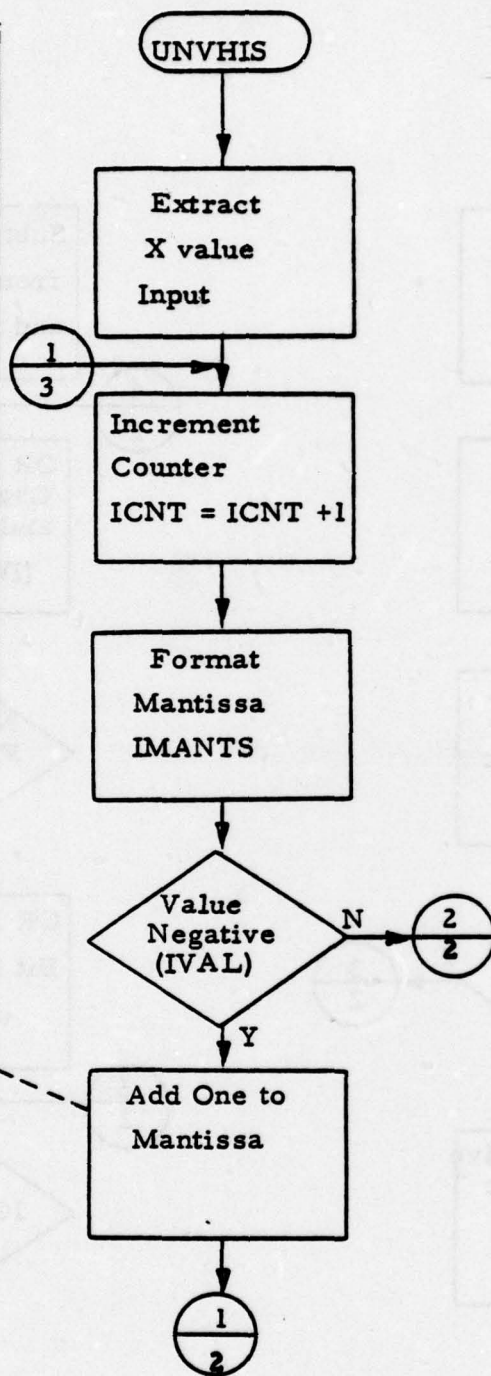 UNVHIS
Extract
X value
Input
1
3
Increment
Counter
ICNT = ICNT +1
Format
Mantissa
IMANTS
Value
Negative
(IVAL)
N
2
2
Y
Add One to
Mantissa
1
2